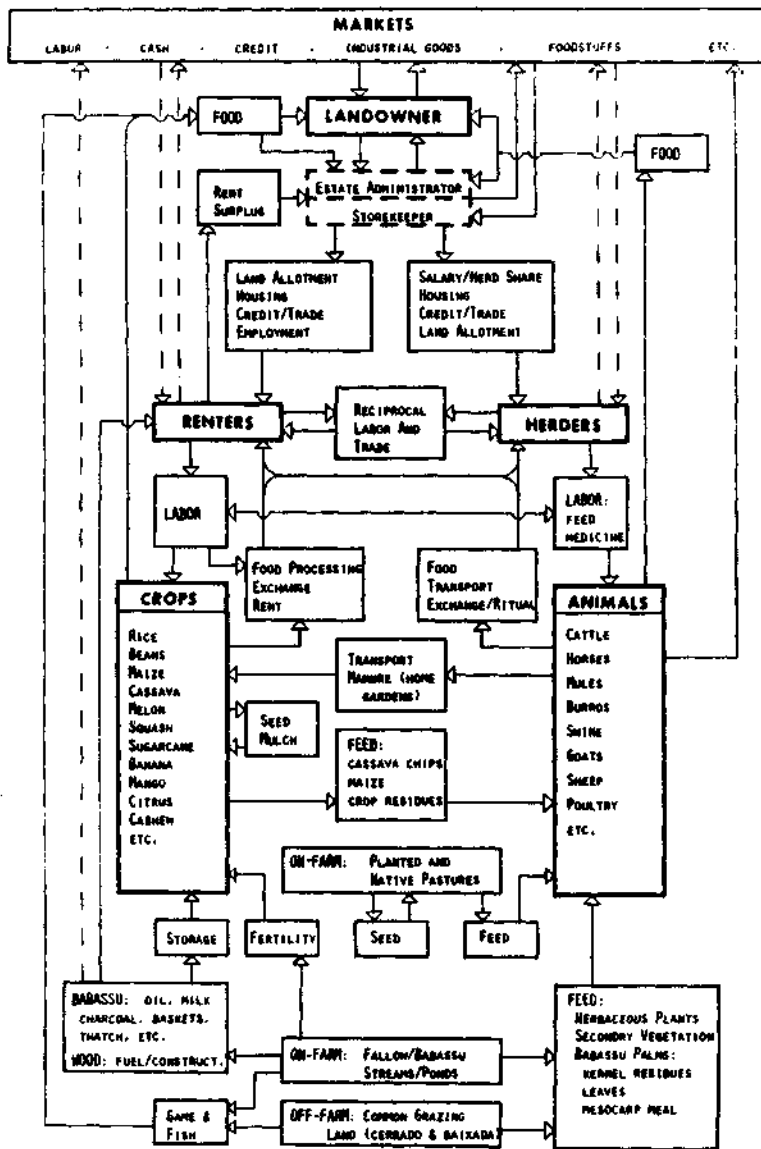 MARKETS
LABUR · CASH · CREDIT · INDUSTRIAL GOODS · FOODSTUFFS ETC.
FOOD
LANDOWNER
FOOD
ESTATE ADMINISTRATOR
STOREKEEPER
RENT
SURPLUS
LAND ALLOTMENT
HOUSING
CREDIT/TRADE
EMPLOYMENT
SALARY/HERD SHARE
HOUSING
CREDIT/TRADE
LAND ALLOTMENT
RENTERS
RECIPROCAL
LABOR AND
TRADE
HERDERS
LABOR
LABOR:
FEED
MEDICINE
FOOD PROCESSING
EXCHANGE
RENT
FOOD
TRANSPORT
EXCHANGE/RITUAL
CROPS
RICE
BEANS
MAIZE
CASSAVA
MELON
SQUASH
SUGARCANE
BANANA
MANGO
CITRUS
CASHEW
ETC.
ANIMALS
CATTLE
HORSES
MULES
BURROS
SWINE
GOATS
SHEEP
POULTRY
ETC.
TRANSPORT
MANURE (HOME
GARDENS)
SEED
MULCH
FEED:
CASSAVA CHIPS
MAIZE
CROP RESIDUES
ON-FARM: PLANTED AND
NATIVE PASTURES
SEED
FEED
STORAGE
FERTILITY
BABASSU: OIL, MILK
CHARCOAL, BASKETS,
THATCH, ETC.
WOOD: FUEL/CONSTRUCT.
ON-FARM: FALLOW/BABASSU
STREAMS/PONDS
FEED:
HERBACEOUS PLANTS
SECONDRY VEGETATION
BABASSU PALMS:
KERNEL RESIDUES
LEAVES
MESOCARP MEAL
GAME &
FISH
OFF-FARM: COMMON GRAZING
LAND (CERRADO & BAIXADA)